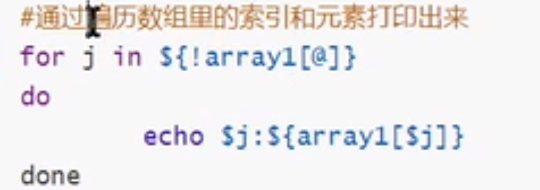 #通过遍历数组里的索引和元素打印出来
for j in ${!array1[@]}
do
        echo $j:${array1[$j]}
done